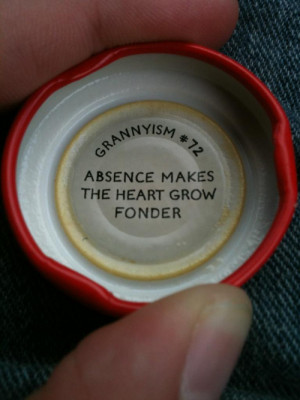 GRANNYISM #72
ABSENCE MAKES
THE HEART GROW
FONDER